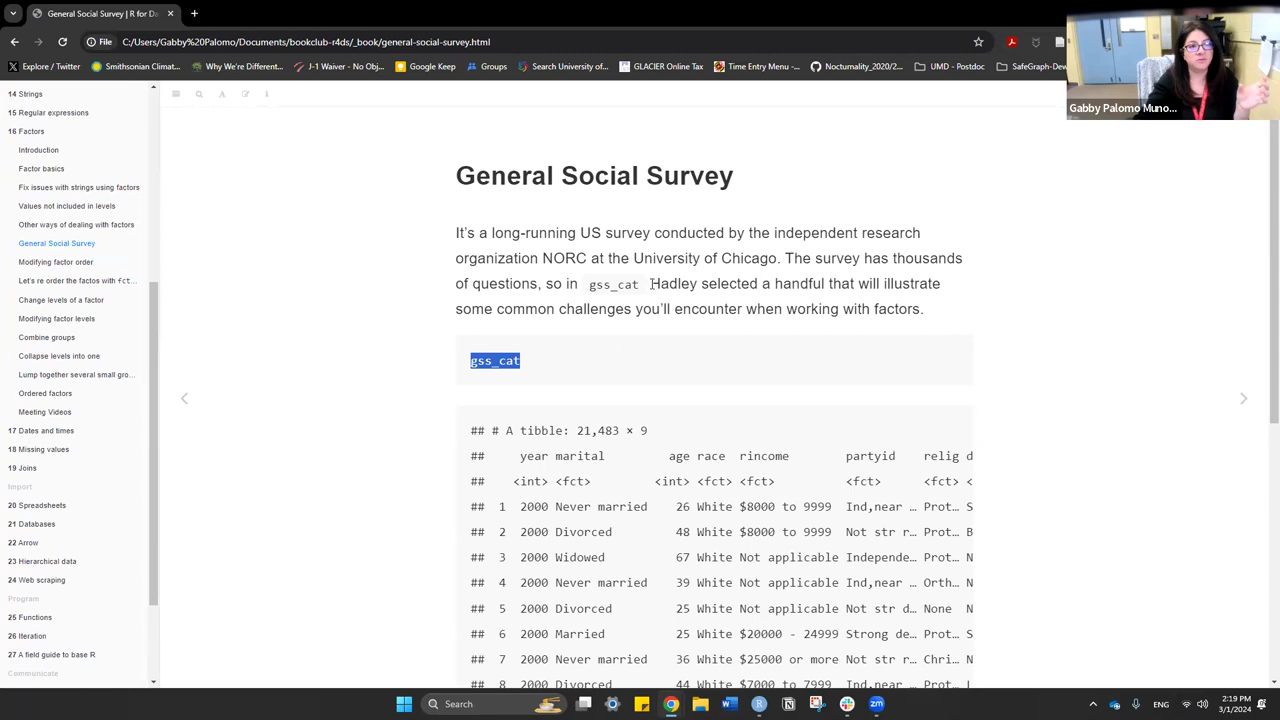 General Social Survey | R for Da
File
C:/Users/Gabby%20Palomo/Documents/bookclub-r4ds/_book/general-social-survey.html
Explore / Twitter
Smithsonian Climat...
Why We're Different...
J-1 Waiver - No Obj...
Google Keep
Search University of...
GLACIER Online Tax
Nocturnality_2020/2...
UMD - Postdoc
Time Entry - Work...
SafeGraph-Dewey
Gabby Palomo Muno...
14 Strings
15 Regular expressions
16 Factors
Introduction
Factor basics
Fix issues with strings using factors
Values not included in levels
Other ways of dealing with factors
General Social Survey
Modifying factor order
Let's re order the factos with fct...
Change levels of a factor
Modifying factor levels
Combine groups
Collapse levels into one
Lump together several small gro...
Ordered factors
Meeting Videos
17 Dates and times
18 Missing values
19 Joins
Import
20 Spreadsheets
21 Databases
22 Arrow
23 Hierarchical data
24 Web scraping
Program
25 Functions
26 Iteration
27 A field guide to base R
Communicate
General Social Survey
It's a long-running US survey conducted by the independent research
organization NORC at the University of Chicago. The survey has thousands
of questions, so in gss_cat Hadley selected a handful that will illustrate
some common challenges you'll encounter when working with factors.
gss_cat
## # A tibble: 21,483 × 9
## year marital age race rincome partyid relig d
## <int> <fct> <int> <fct> <fct> <fct> <fct> <
## 1 2000 Never married 26 White $8000 to 9999 Ind,near … Prot… S
## 2 2000 Divorced 48 White $8000 to 9999 Not str r… Prot… B
## 3 2000 Widowed 67 White Not applicable Independe… Prot… N
## 4 2000 Never married 39 White Not applicable Ind,near … Orth… N
## 5 2000 Divorced 25 White Not applicable Not str d… None N
## 6 2000 Married 25 White $20000 - 24999 Strong de… Prot… S
## 7 2000 Never married 36 White $25000 or more Not str r… Chri… N
## 8 2000 Divorced 44 White $7000 to 7999 Ind,near … Prot… L
Search
ENG
2:19 PM
3/1/2024